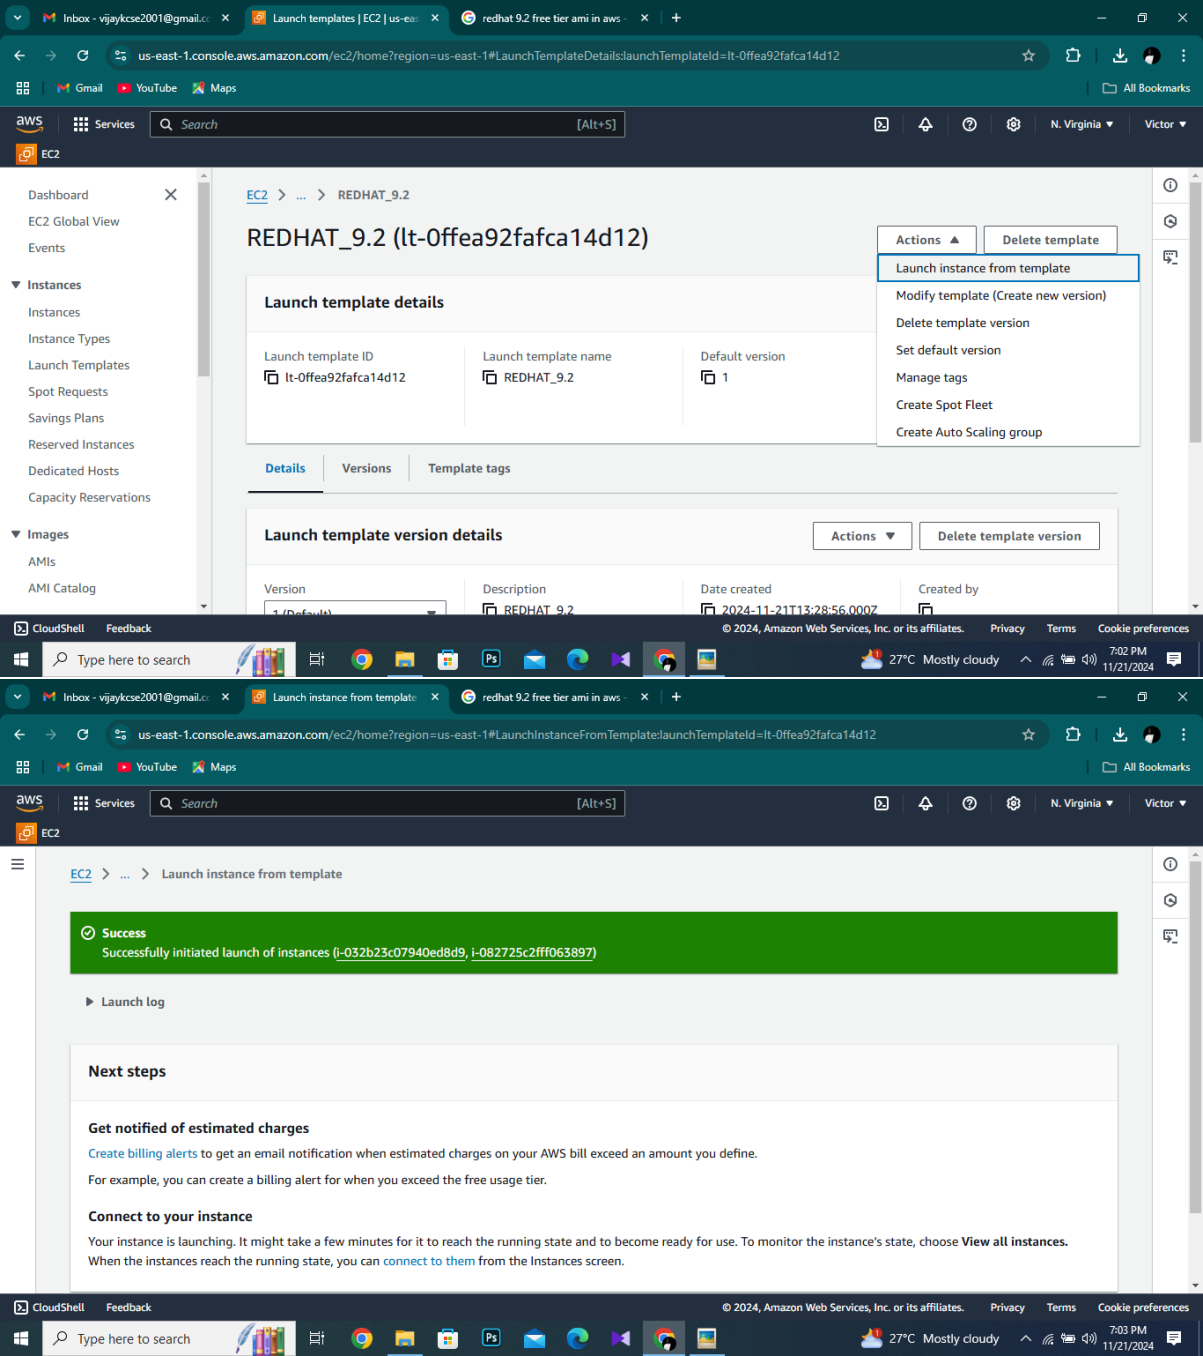 Inbox - vijaykcse2001@gmail.cc
Launch templates | EC2 | us-eas
redhat 9.2 free tier ami in aws -
us-east-1.console.aws.amazon.com/ec2/home?region=us-east-1#LaunchTemplateDetails:launchTemplateId=lt-0ffea92fafca14d12
Gmail YouTube Maps All Bookmarks
aws Services Search [Alt+S] N. Virginia Victor
EC2
Dashboard
EC2 Global View
Events
Instances
Instances
Instance Types
Launch Templates
Spot Requests
Savings Plans
Reserved Instances
Dedicated Hosts
Capacity Reservations
Images
AMIs
AMI Catalog
EC2 > ... > REDHAT_9.2
REDHAT_9.2 (lt-0ffea92fafca14d12)
Actions Delete template
Launch instance from template
Modify template (Create new version)
Delete template version
Set default version
Manage tags
Create Spot Fleet
Create Auto Scaling group
Launch template details
Launch template ID
lt-0ffea92fafca14d12
Launch template name
REDHAT_9.2
Default version
1
Details Versions Template tags
Launch template version details
Actions Delete template version
Version
1 (Default)
Description
REDHAT_9.2
Date created
2024-11-21T13:28:56.000Z
Created by
CloudShell Feedback © 2024, Amazon Web Services, Inc. or its affiliates. Privacy Terms Cookie preferences
Type here to search Ps 27°C Mostly cloudy 7:02 PM
11/21/2024
Inbox - vijaykcse2001@gmail.cc
Launch instance from template
redhat 9.2 free tier ami in aws -
us-east-1.console.aws.amazon.com/ec2/home?region=us-east-1#LaunchInstanceFromTemplate:launchTemplateId=lt-0ffea92fafca14d12
Gmail YouTube Maps All Bookmarks
aws Services Search [Alt+S] N. Virginia Victor
EC2
EC2 > ... > Launch instance from template
Success
Successfully initiated launch of instances (i-032b23c07940ed8d9, i-082725c2fff063897)
Launch log
Next steps
Get notified of estimated charges
Create billing alerts to get an email notification when estimated charges on your AWS bill exceed an amount you define.
For example, you can create a billing alert for when you exceed the free usage tier.
Connect to your instance
Your instance is launching. It might take a few minutes for it to reach the running state and to become ready for use. To monitor the instance's state, choose View all instances.
When the instances reach the running state, you can connect to them from the Instances screen.
CloudShell Feedback © 2024, Amazon Web Services, Inc. or its affiliates. Privacy Terms Cookie preferences
Type here to search Ps 27°C Mostly cloudy 7:03 PM
11/21/2024